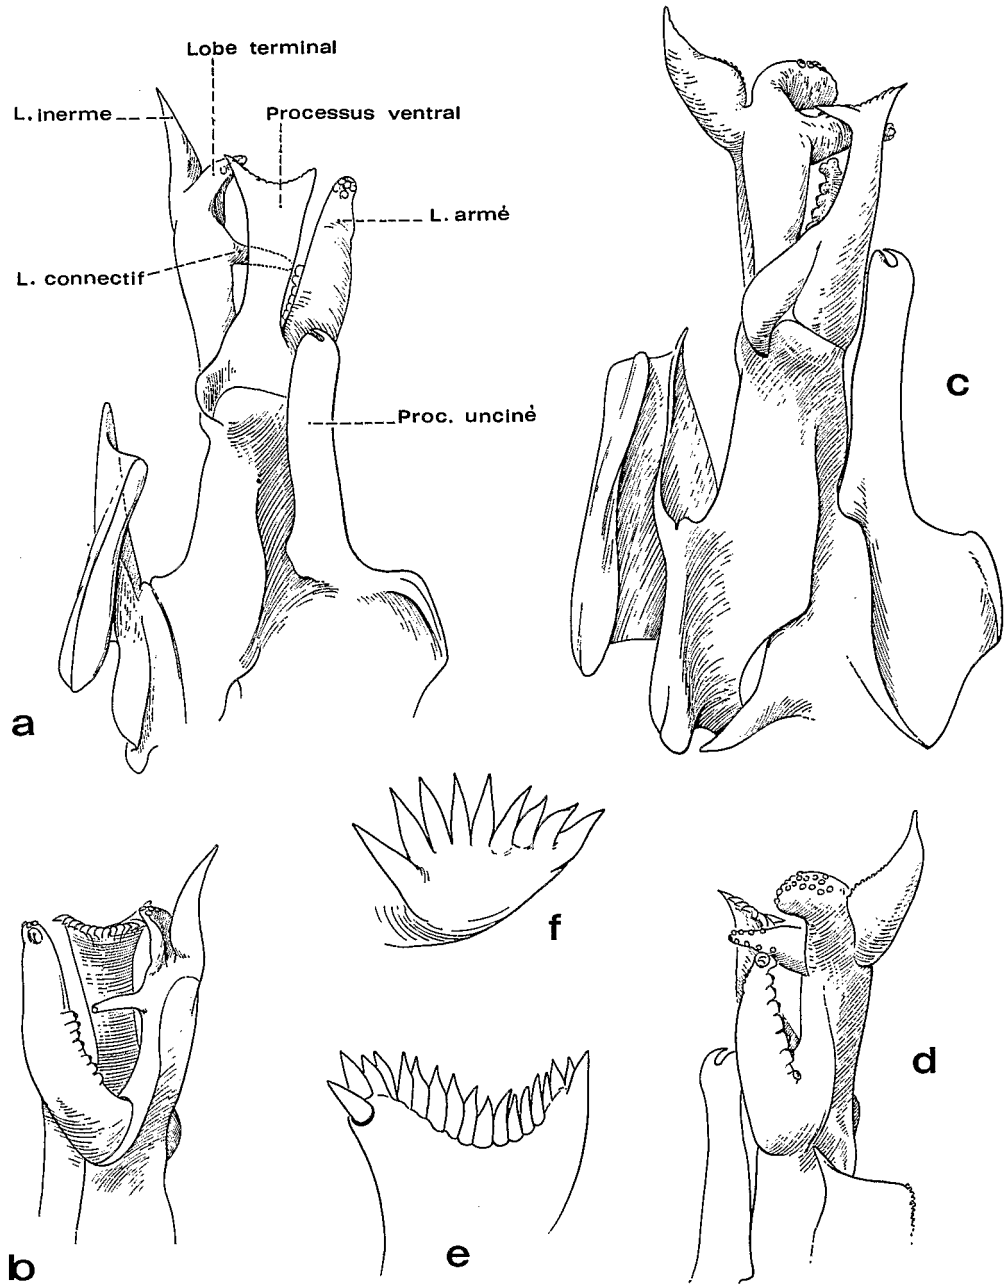 Lobe terminal
L. inerme
Processus ventral
L. armé
L. connectif
Proc. unciné
a
c
f
b
e
d